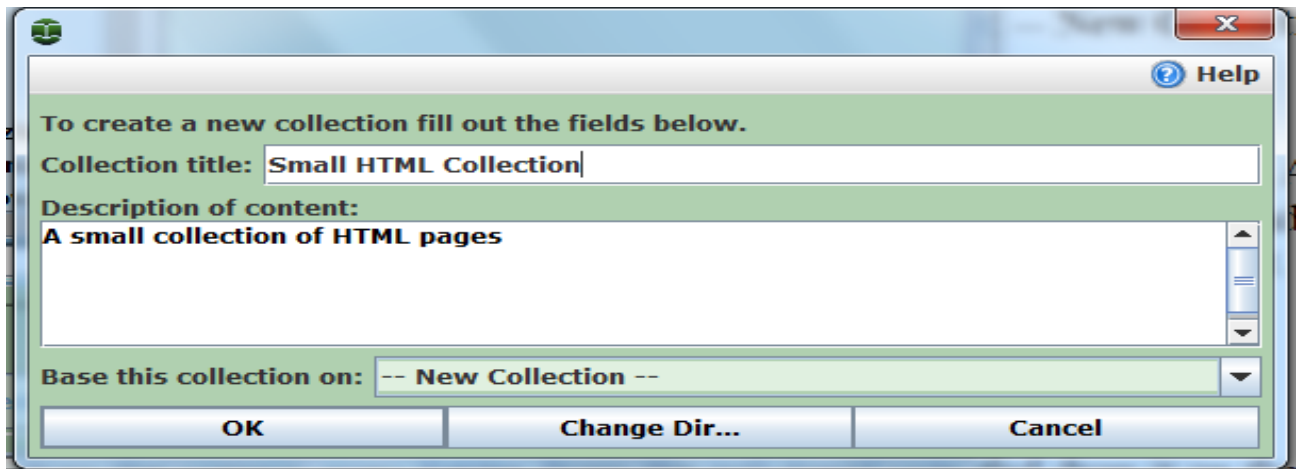 Help
To create a new collection fill out the fields below.
Collection title: Small HTML Collection
Description of content:
A small collection of HTML pages
Base this collection on: -- New Collection --
OK Change Dir... Cancel